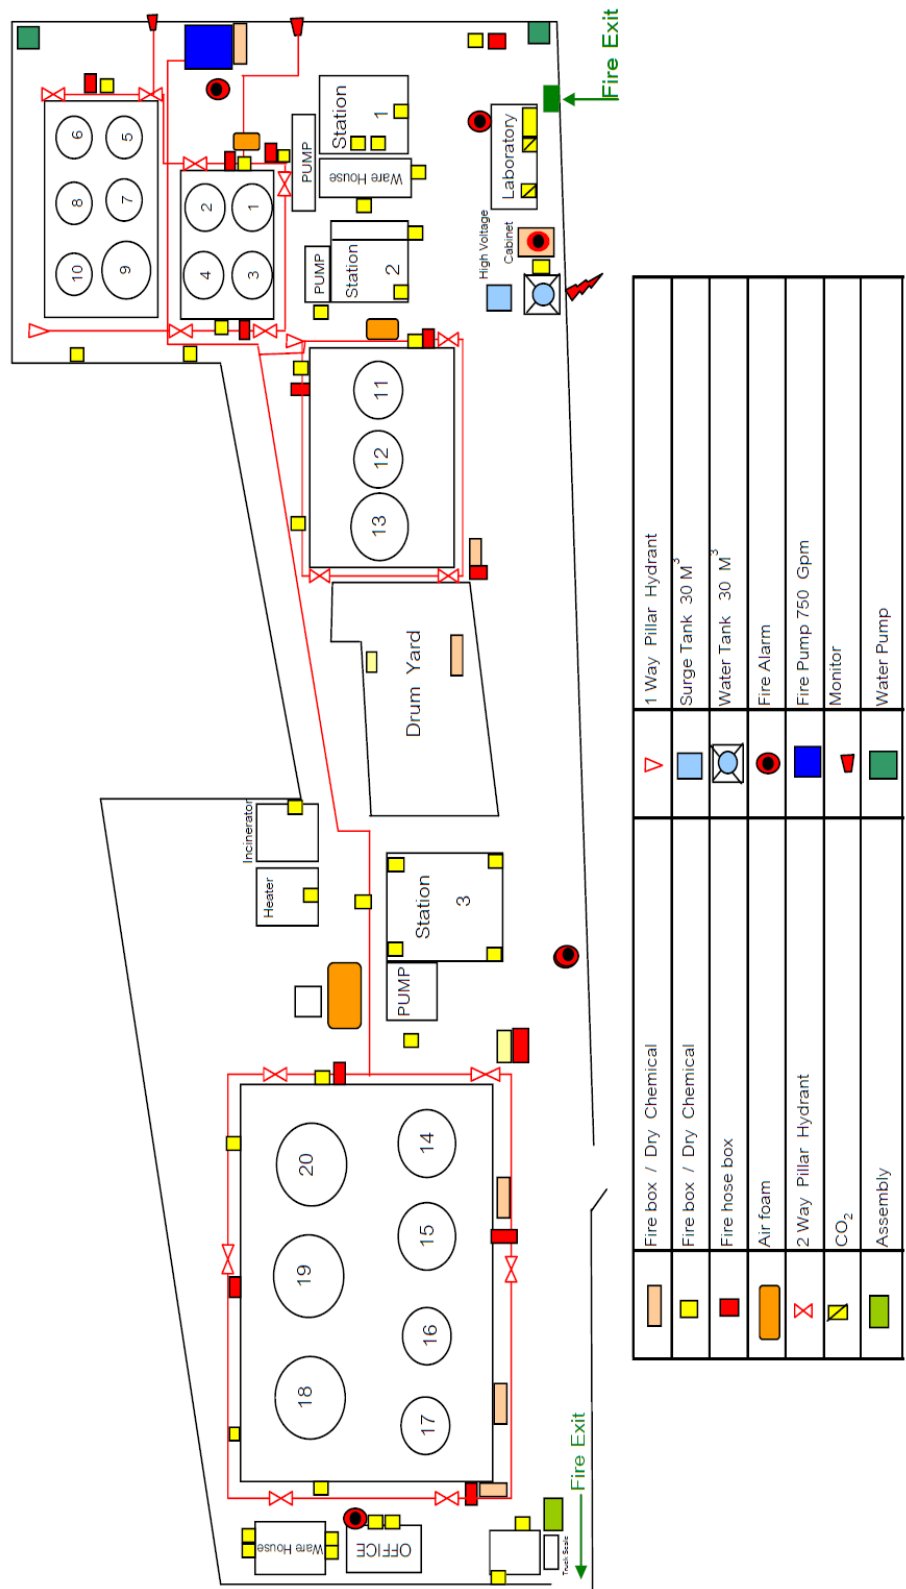 Fire Exit
6
5
8
7
10
9
2
1
4
3
PUMP
Station
1
Ware House
PUMP
Station
2
Laboratory
High Voltage
Cabinet
11
12
13
Drum Yard
Incinerator
Heater
Station
3
PUMP
20
14
19
15
18
16
17
Ware House
OFFICE
Truck Scale
Fire Exit
Fire box / Dry Chemical
Fire box / Dry Chemical
Fire hose box
Air foam
2 Way Pillar Hydrant
CO₂
Assembly
1 Way Pillar Hydrant
Surge Tank 30 M³
Water Tank 30 M³
Fire Alarm
Fire Pump 750 Gpm
Monitor
Water Pump